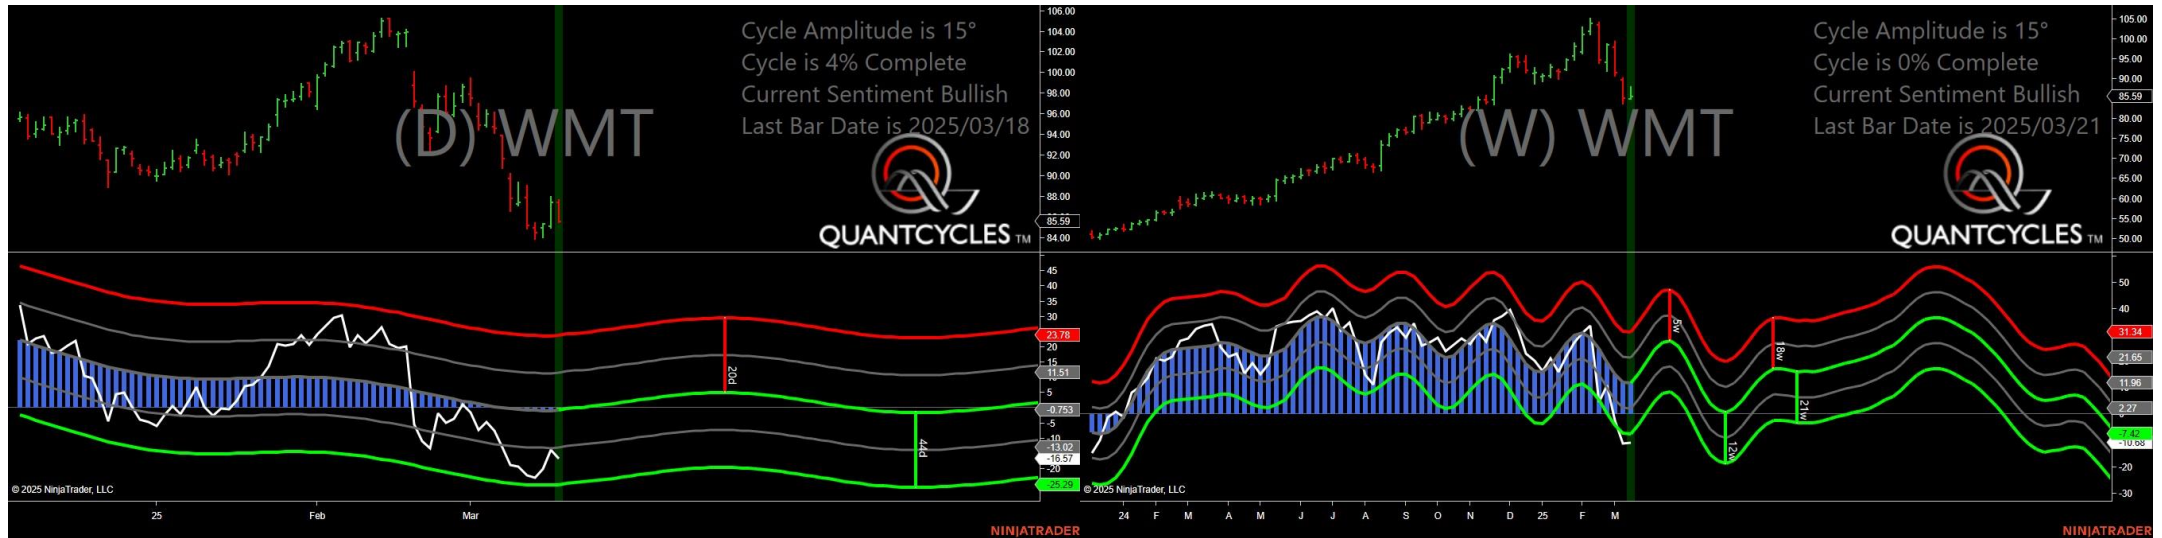 Cycle Amplitude is 15°
Cycle is 4% Complete
Current Sentiment Bullish
Last Bar Date is 2025/03/18
(D) WMT
QUANTCYCLES TM
106.00
104.00
102.00
100.00
98.00
96.00
94.00
92.00
90.00
88.00
85.59
84.00
45
40
35
30
23.78
20
15
11.51
5
-0.753
-5
-10
-13.02
-16.57
-20
-25.29
20d
44d
© 2025 NinjaTrader, LLC
25 Feb Mar
NINJATRADER
Cycle Amplitude is 15°
Cycle is 0% Complete
Current Sentiment Bullish
Last Bar Date is 2025/03/21
(W) WMT
QUANTCYCLES TM
105.00
100.00
95.00
90.00
85.59
80.00
75.00
70.00
65.00
60.00
55.00
50.00
50
40
31.34
21.65
11.96
2.27
-7.42
-10.68
-20
-30
5w
18w
12w
21w
© 2025 NinjaTrader, LLC
24 F M A M J J A S O N D 25 F M
NINJATRADER